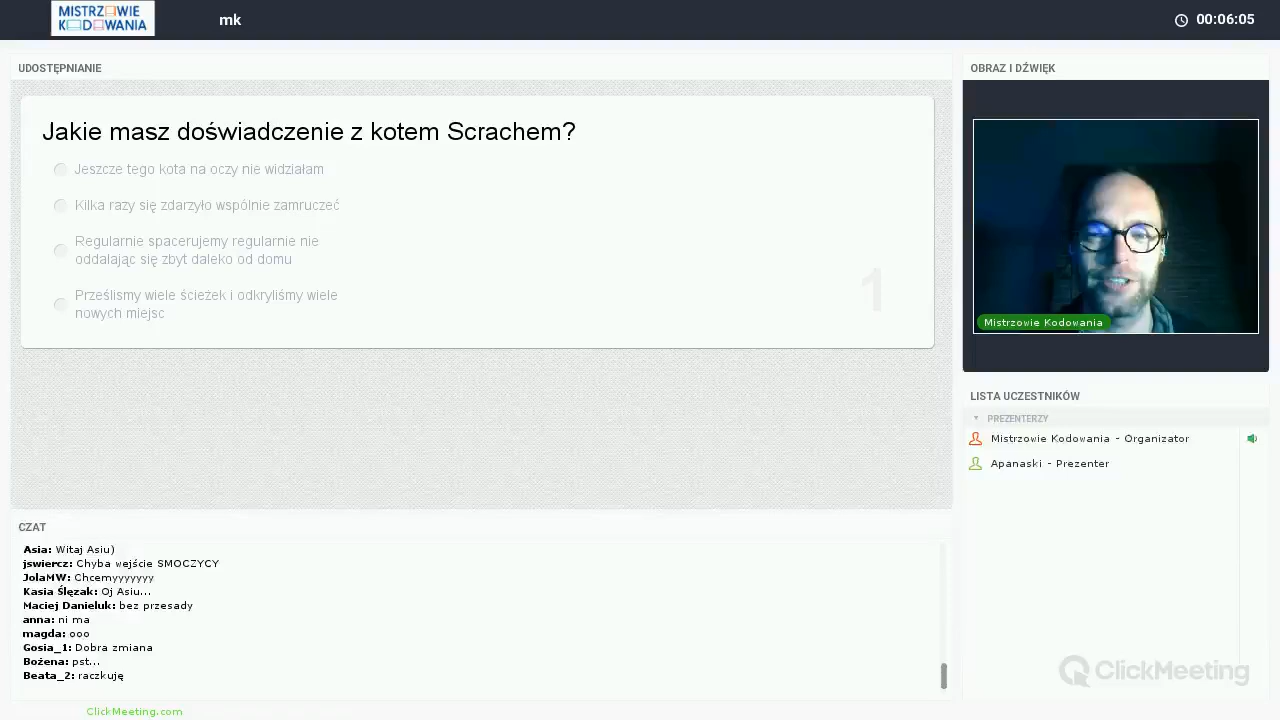 MISTRZOWIE
KODOWANIA
mk
00:06:05
UDOSTĘPNIANIE
Jakie masz doświadczenie z kotem Scrachem?
Jeszcze tego kota na oczy nie widziałam
Kilka razy się zdarzyło wspólnie zamruczeć
Regularnie spacerujemy regularnie nie
oddalając się zbyt daleko od domu
Prześlismy wiele ścieżek i odkryliśmy wiele
nowych miejsc
1
OBRAZ I DŹWIĘK
Mistrzowie Kodowania
LISTA UCZESTNIKÓW
PREZENTERZY
Mistrzowie Kodowania - Organizator
Apanaski - Prezenter
CZAT
Asia: Witaj Asiu)
jswiercz: Chyba wejście SMOCZYCY
JolaMW: Chcemyyyyyyy
Kasia Ślęzak: Oj Asiu...
Maciej Danieluk: bez przesady
anna: ni ma
magda: ooo
Gosia_1: Dobra zmiana
Bożena: pst...
Beata_2: raczkuję
ClickMeeting
ClickMeeting.com